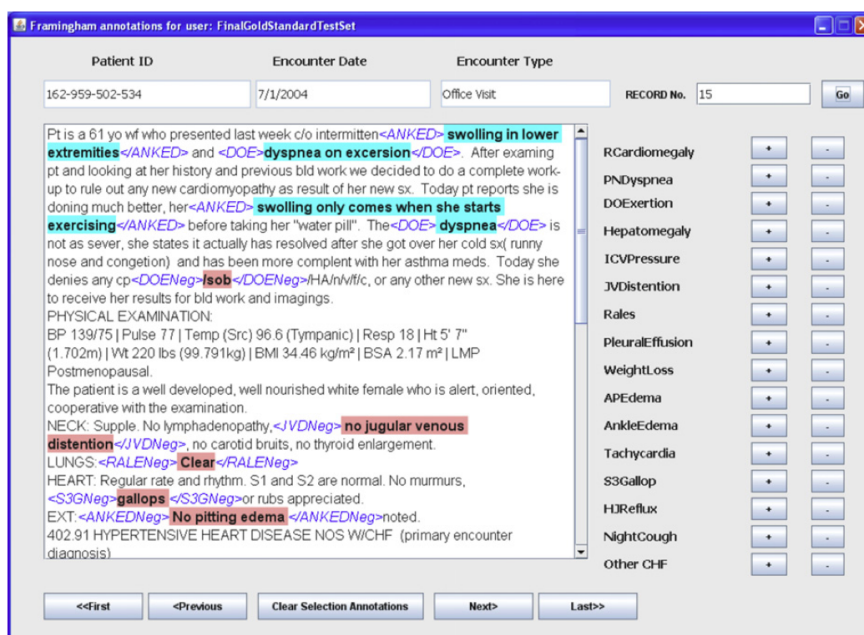 Framingham annotations for user: FinalGoldStandardTestSet
Patient ID Encounter Date Encounter Type
162-959-502-534 7/1/2004 Office Visit RECORD No. 15 Go
Pt is a 61 yo wf who presented last week c/o intermitten<ANKED> swolling in lower
extremities</ANKED> and <DOE>dyspnea on excersion</DOE>. After examing
pt and looking at her history and previous bld work we decided to do a complete work-
up to rule out any new cardiomyopathy as result of her new sx. Today pt reports she is
doning much better, her<ANKED> swolling only comes when she starts
exercising</ANKED> before taking her "water pill". The<DOE> dyspnea</DOE> is
not as sever, she states it actually has resolved after she got over her cold sx( runny
nose and congetion) and has been more complent with her asthma meds. Today she
denies any cp<DOENeg>/sob</DOENeg>/HA/n/v/f/c, or any other new sx. She is here
to receive her results for bld work and imagings.
PHYSICAL EXAMINATION:
BP 139/75 | Pulse 77 | Temp (Src) 96.6 (Tympanic) | Resp 18 | Ht 5' 7"
(1.702m) | Wt 220 lbs (99.791kg) | BMI 34.46 kg/m² | BSA 2.17 m² | LMP
Postmenopausal.
The patient is a well developed, well nourished white female who is alert, oriented,
cooperative with the examination.
NECK: Supple. No lymphadenopathy,<JVDNeg> no jugular venous
distention</JVDNeg>, no carotid bruits, no thyroid enlargement.
LUNGS:<RALENeg> Clear</RALENeg>
HEART: Regular rate and rhythm. S1 and S2 are normal. No murmurs,
<S3GNeg>gallops </S3GNeg>or rubs appreciated.
EXT:<ANKEDNeg> No pitting edema </ANKEDNeg>noted.
402.91 HYPERTENSIVE HEART DISEASE NOS W/CHF (primary encounter
diagnosis)
RCardiomegaly + -
PNDyspnea + -
DOExertion + -
Hepatomegaly + -
ICVPressure + -
JVDistention + -
Rales + -
PleuralEffusion + -
WeightLoss + -
APEdema + -
AnkleEdema + -
Tachycardia + -
S3Gallop + -
HJReflux + -
NightCough + -
Other CHF + -
<<First <Previous Clear Selection Annotations Next> Last>>